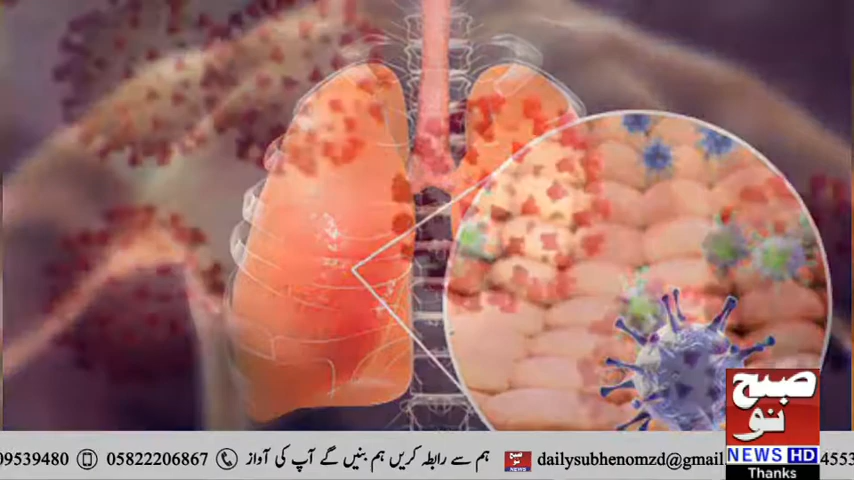 صبح
نو
NEWS HD
Thanks
09539480 05822206867 ہم سے رابطہ کریں ہم بنیں گے آپ کی آواز NEWS dailysubhenomzd@gmail 4553